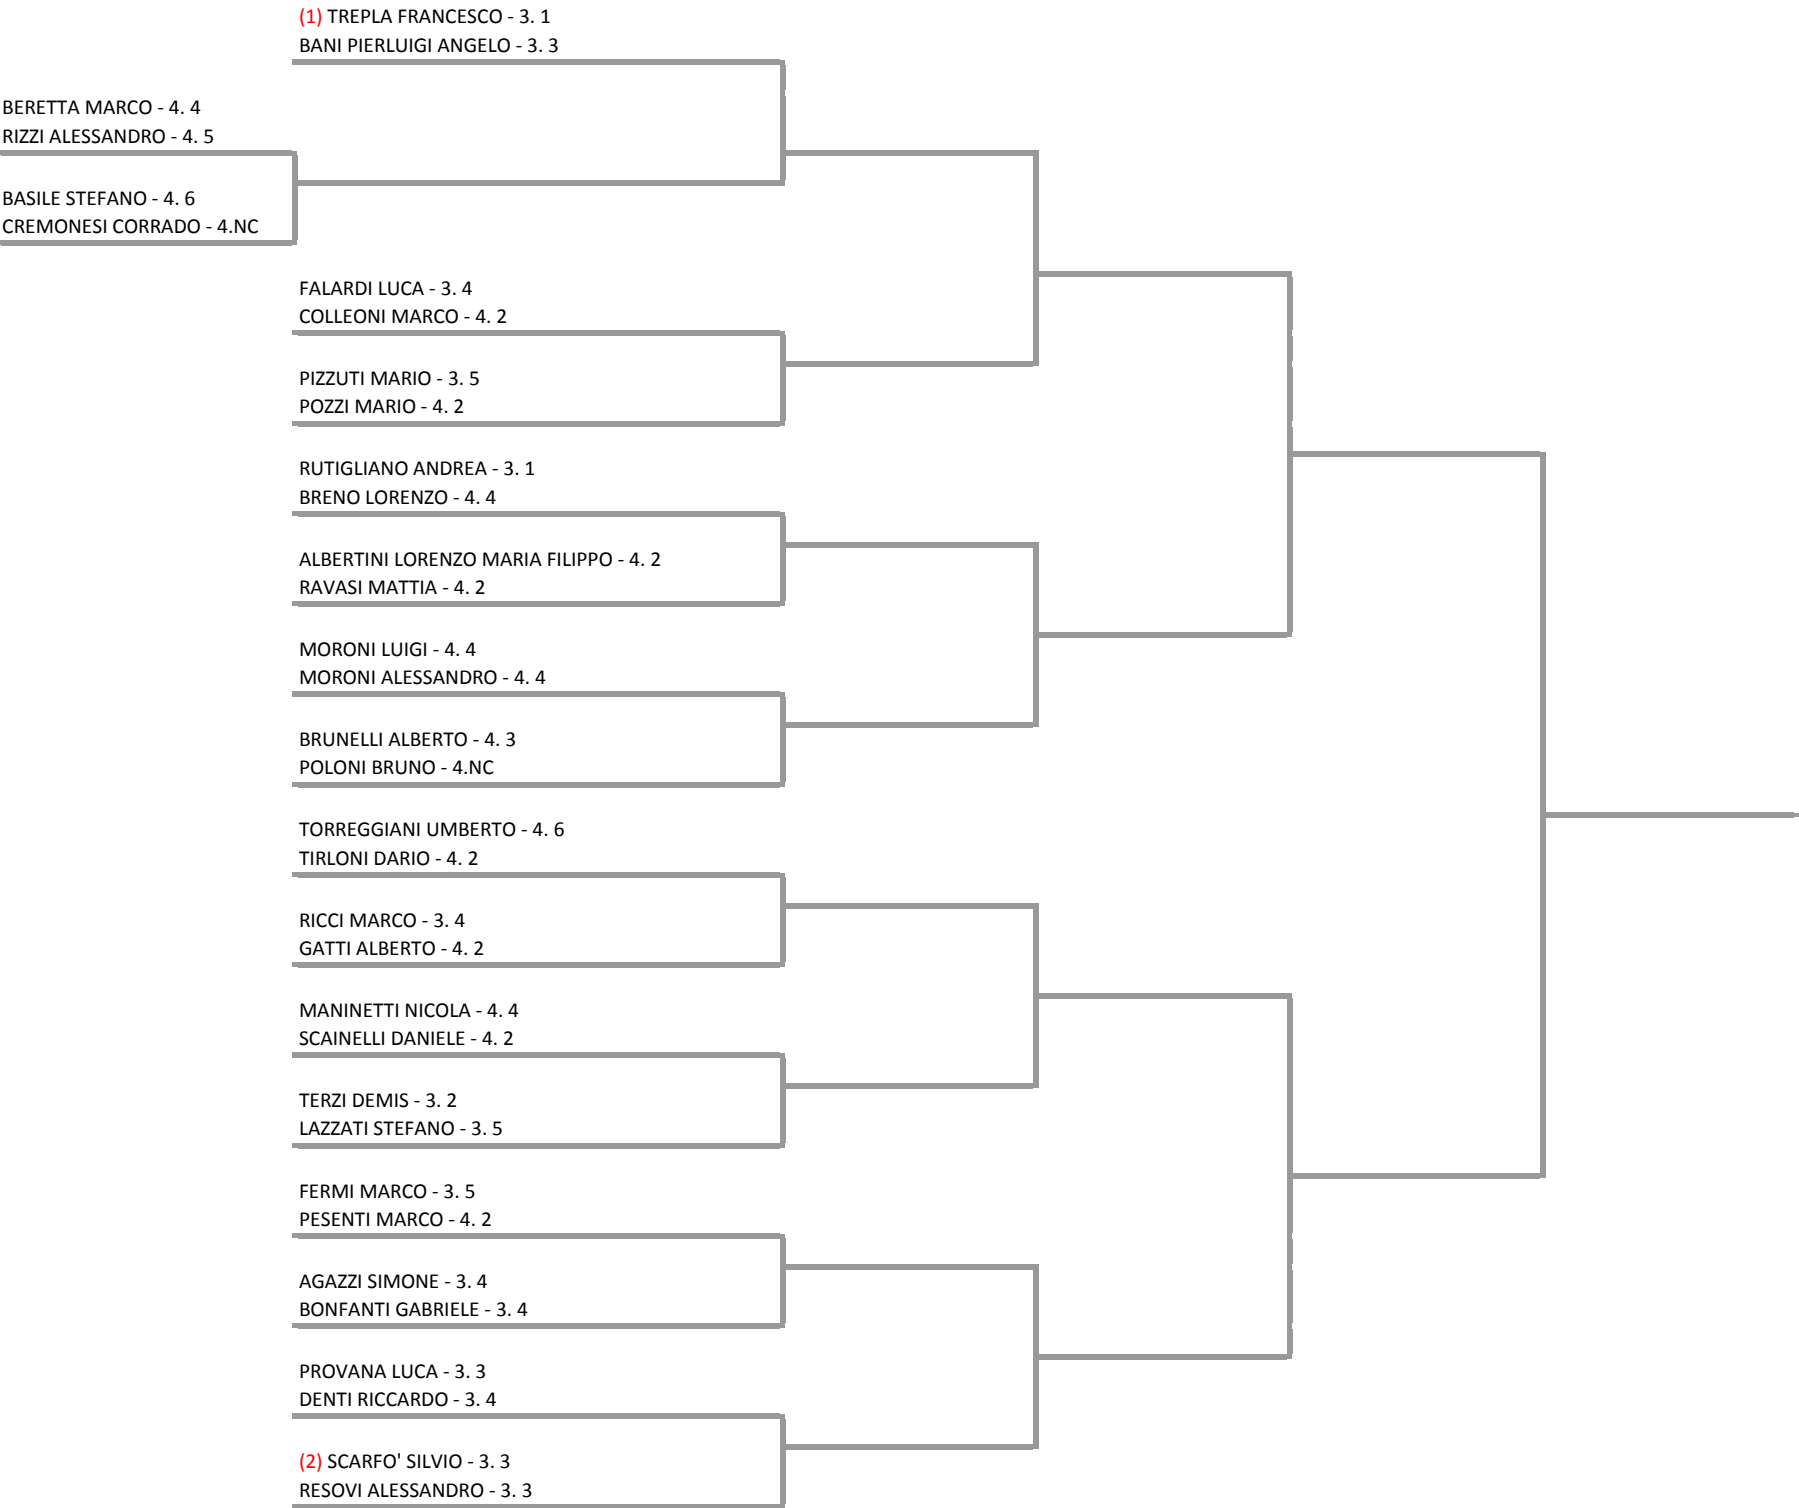 (1) TREPLA FRANCESCO - 3. 1
BANI PIERLUIGI ANGELO - 3. 3
BERETTA MARCO - 4. 4
RIZZI ALESSANDRO - 4. 5
BASILE STEFANO - 4. 6
CREMONESI CORRADO - 4.NC
FALARDI LUCA - 3. 4
COLLEONI MARCO - 4. 2
PIZZUTI MARIO - 3. 5
POZZI MARIO - 4. 2
RUTIGLIANO ANDREA - 3. 1
BRENO LORENZO - 4. 4
ALBERTINI LORENZO MARIA FILIPPO - 4. 2
RAVASI MATTIA - 4. 2
MORONI LUIGI - 4. 4
MORONI ALESSANDRO - 4. 4
BRUNELLI ALBERTO - 4. 3
POLONI BRUNO - 4.NC
TORREGGIANI UMBERTO - 4. 6
TIRLONI DARIO - 4. 2
RICCI MARCO - 3. 4
GATTI ALBERTO - 4. 2
MANINETTI NICOLA - 4. 4
SCAINELLI DANIELE - 4. 2
TERZI DEMIS - 3. 2
LAZZATI STEFANO - 3. 5
FERMI MARCO - 3. 5
PESENTI MARCO - 4. 2
AGAZZI SIMONE - 3. 4
BONFANTI GABRIELE - 3. 4
PROVANA LUCA - 3. 3
DENTI RICCARDO - 3. 4
(2) SCARFO' SILVIO - 3. 3
RESOVI ALESSANDRO - 3. 3